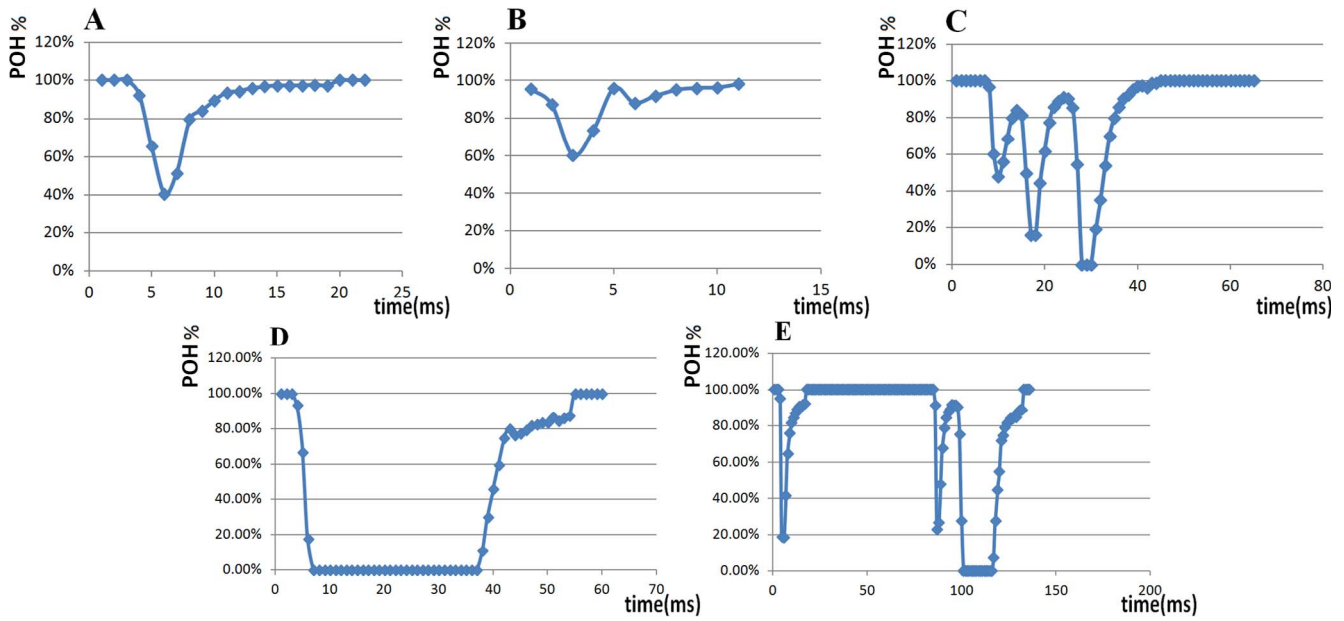 A
POH %
120%
100%
80%
60%
40%
20%
0%
0 5 10 15 20 25
time(ms)
B
POH %
120%
100%
80%
60%
40%
20%
0%
0 5 10 15
time(ms)
C
POH %
120%
100%
80%
60%
40%
20%
0%
0 20 40 60 80
time(ms)
D
POH %
120.00%
100.00%
80.00%
60.00%
40.00%
20.00%
0.00%
0 10 20 30 40 50 60 70
time(ms)
E
POH %
120.00%
100.00%
80.00%
60.00%
40.00%
20.00%
0.00%
0 50 100 150 200
time(ms)